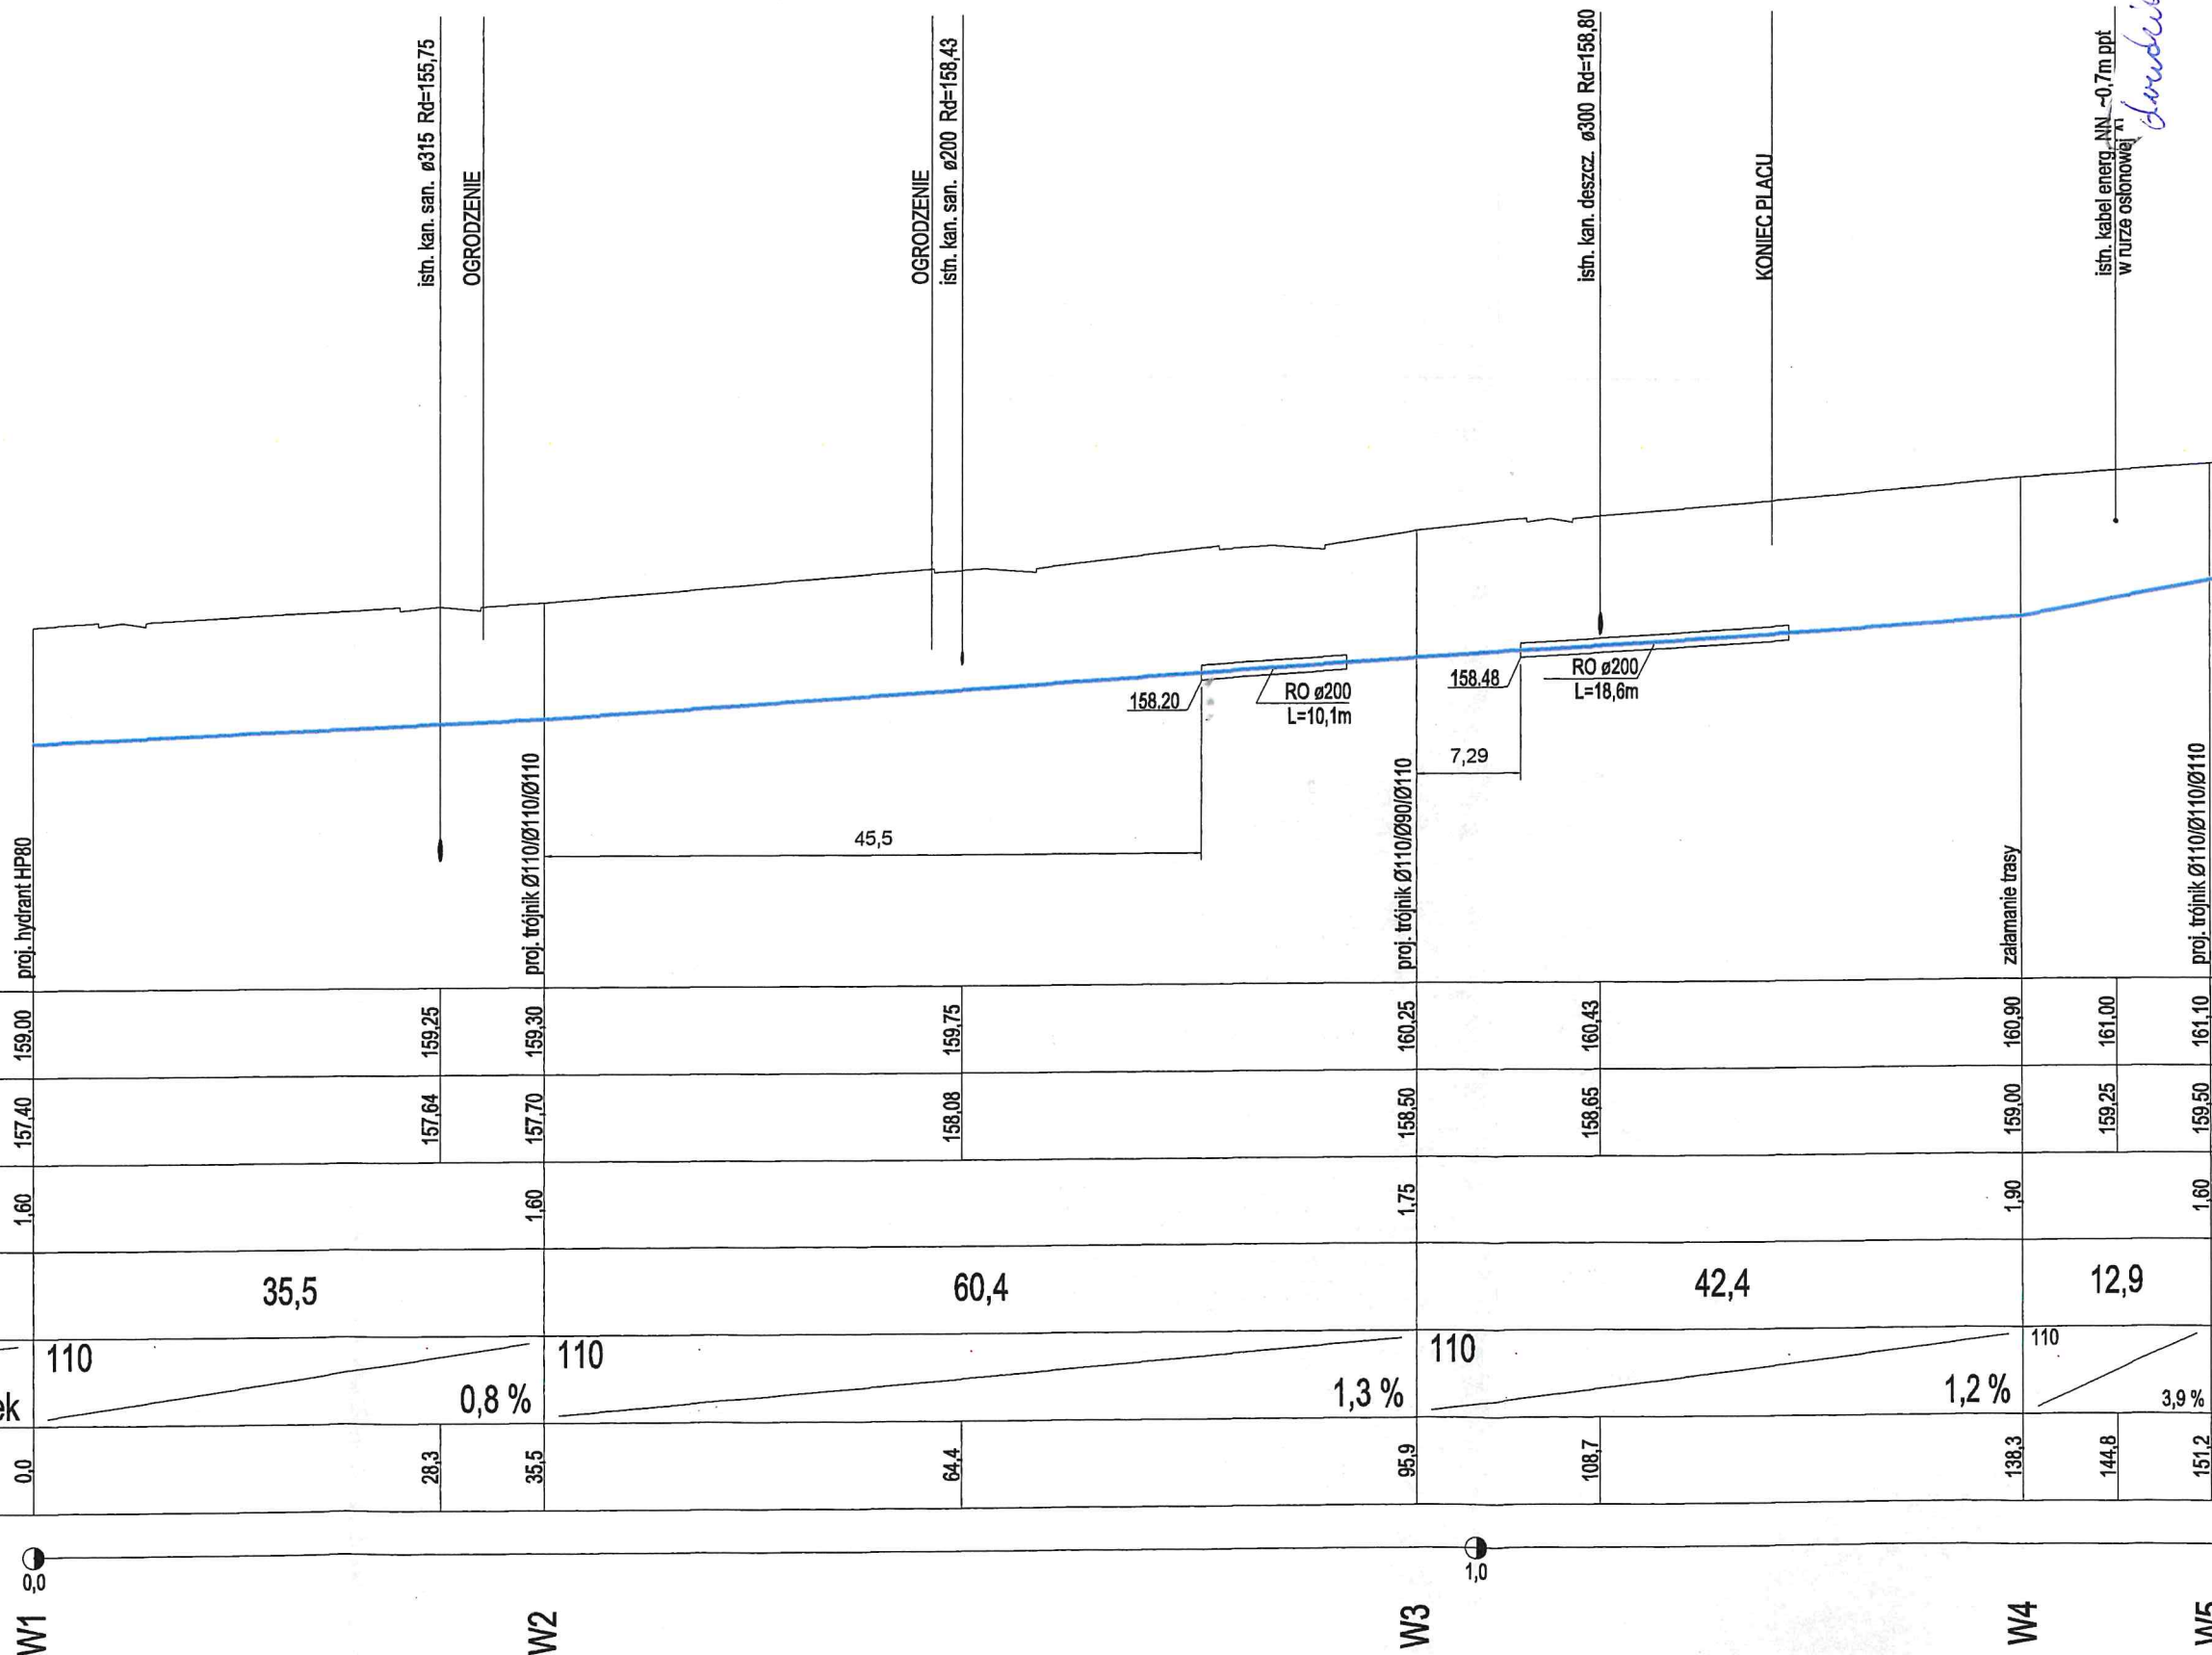 istn. kan. san. ø315 Rd=155,75
OGRODZENIE
OGRODZENIE
istn. kan. san. ø200 Rd=158,43
istn. kan. deszcz. ø300 Rd=158,80
KONIEC PLACU
istn. kabel energ. NN ~0,7m ppt
w rurze osłonowej
158.20
RO ø200
L=10,1m
158.48
RO ø200
L=18,6m
7,29
45,5
proj. hydrant HP80
proj. trójnik Ø110/Ø110/Ø110
proj. trójnik Ø110/Ø90/Ø110
załamanie trasy
proj. trójnik Ø110/Ø110/Ø110
159,00 159,25 159,30 159,75 160,25 160,43 160,90 161,00 161,10
157,40 157,64 157,70 158,08 158,50 158,65 159,00 159,25 159,50
1,60 1,60 1,75 1,90 1,60
35,5 60,4 42,4 12,9
110 110 110 110
ek 0,8 % 1,3 % 1,2 % 3,9 %
0,0 28,3 35,5 64,4 95,9 108,7 138,3 144,8 151,2
0,0 1,0
W1 W2 W3 W4 W5